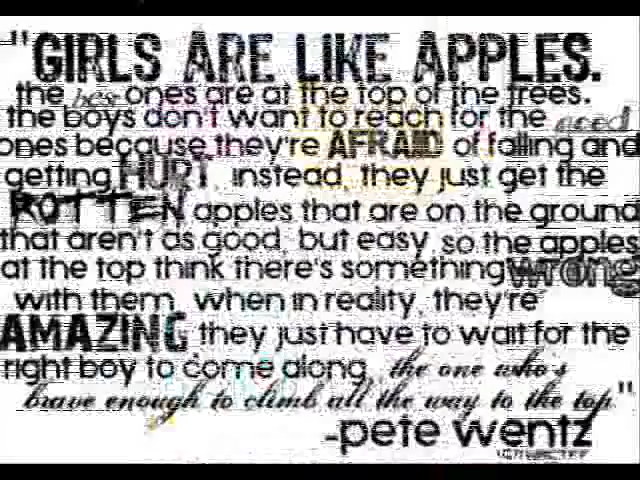 "GIRLS ARE LIKE APPLES.
the best ones are at the top of the trees.
the boys don't want to reach for the good
ones because they're AFRAID of falling and
getting HURT. instead, they just get the
ROTTEN apples that are on the ground
that aren't as good, but easy. so the apples
at the top think there's something wrong
with them, when in reality, they're
AMAZING they just have to wait for the
right boy to come along, the one who's
brave enough to climb all the way to the top."
-pete wentz